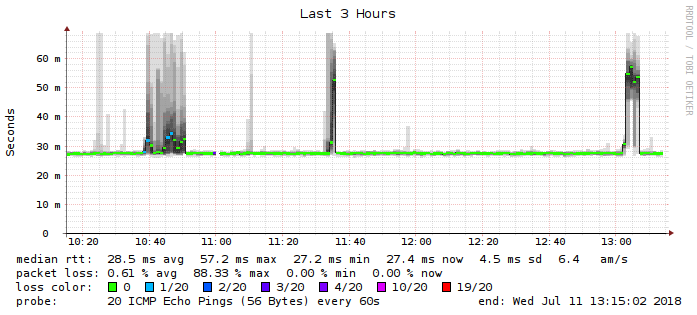 Last 3 Hours
RRDTOOL / TOBI OETIKER
Seconds
60 m
50 m
40 m
30 m
20 m
10 m
0
10:20 10:40 11:00 11:20 11:40 12:00 12:20 12:40 13:00
median rtt: 28.5 ms avg 57.2 ms max 27.2 ms min 27.4 ms now 4.5 ms sd 6.4 am/s
packet loss: 0.61 % avg 88.33 % max 0.00 % min 0.00 % now
loss color: 0 1/20 2/20 3/20 4/20 10/20 19/20
probe: 20 ICMP Echo Pings (56 Bytes) every 60s end: Wed Jul 11 13:15:02 2018